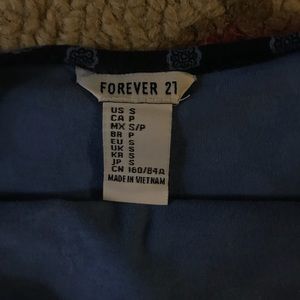 FOREVER 21
US S
CA P
MX S/P
BR P
EU S
UK S
KR S
JP S
CN 160/84A
MADE IN VIETNAM